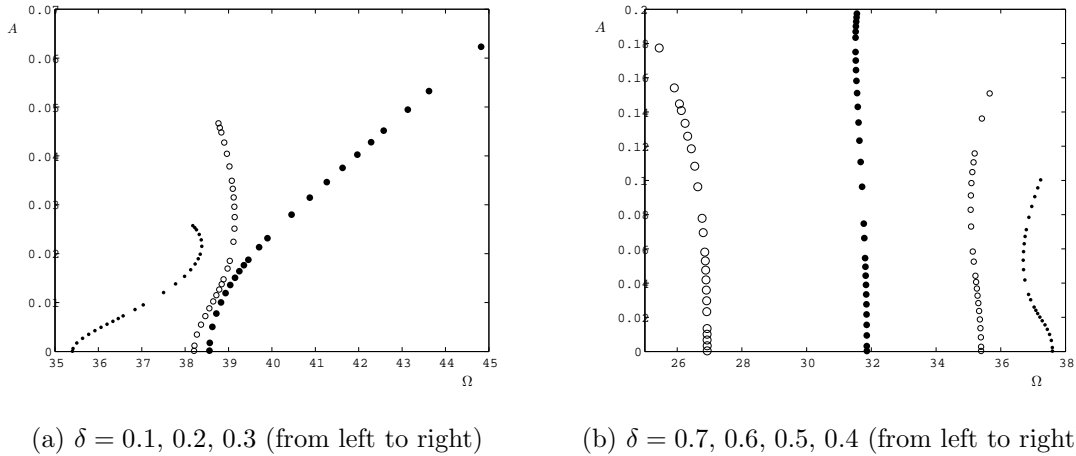 A
0.07
0.06
0.05
0.04
0.03
0.02
0.01
0
35 36 37 38 39 40 41 42 43 44 45
Ω
A
0.2
0.18
0.16
0.14
0.12
0.1
0.08
0.06
0.04
0.02
0
26 28 30 32 34 36 38
Ω
(a) δ = 0.1, 0.2, 0.3 (from left to right)
(b) δ = 0.7, 0.6, 0.5, 0.4 (from left to right